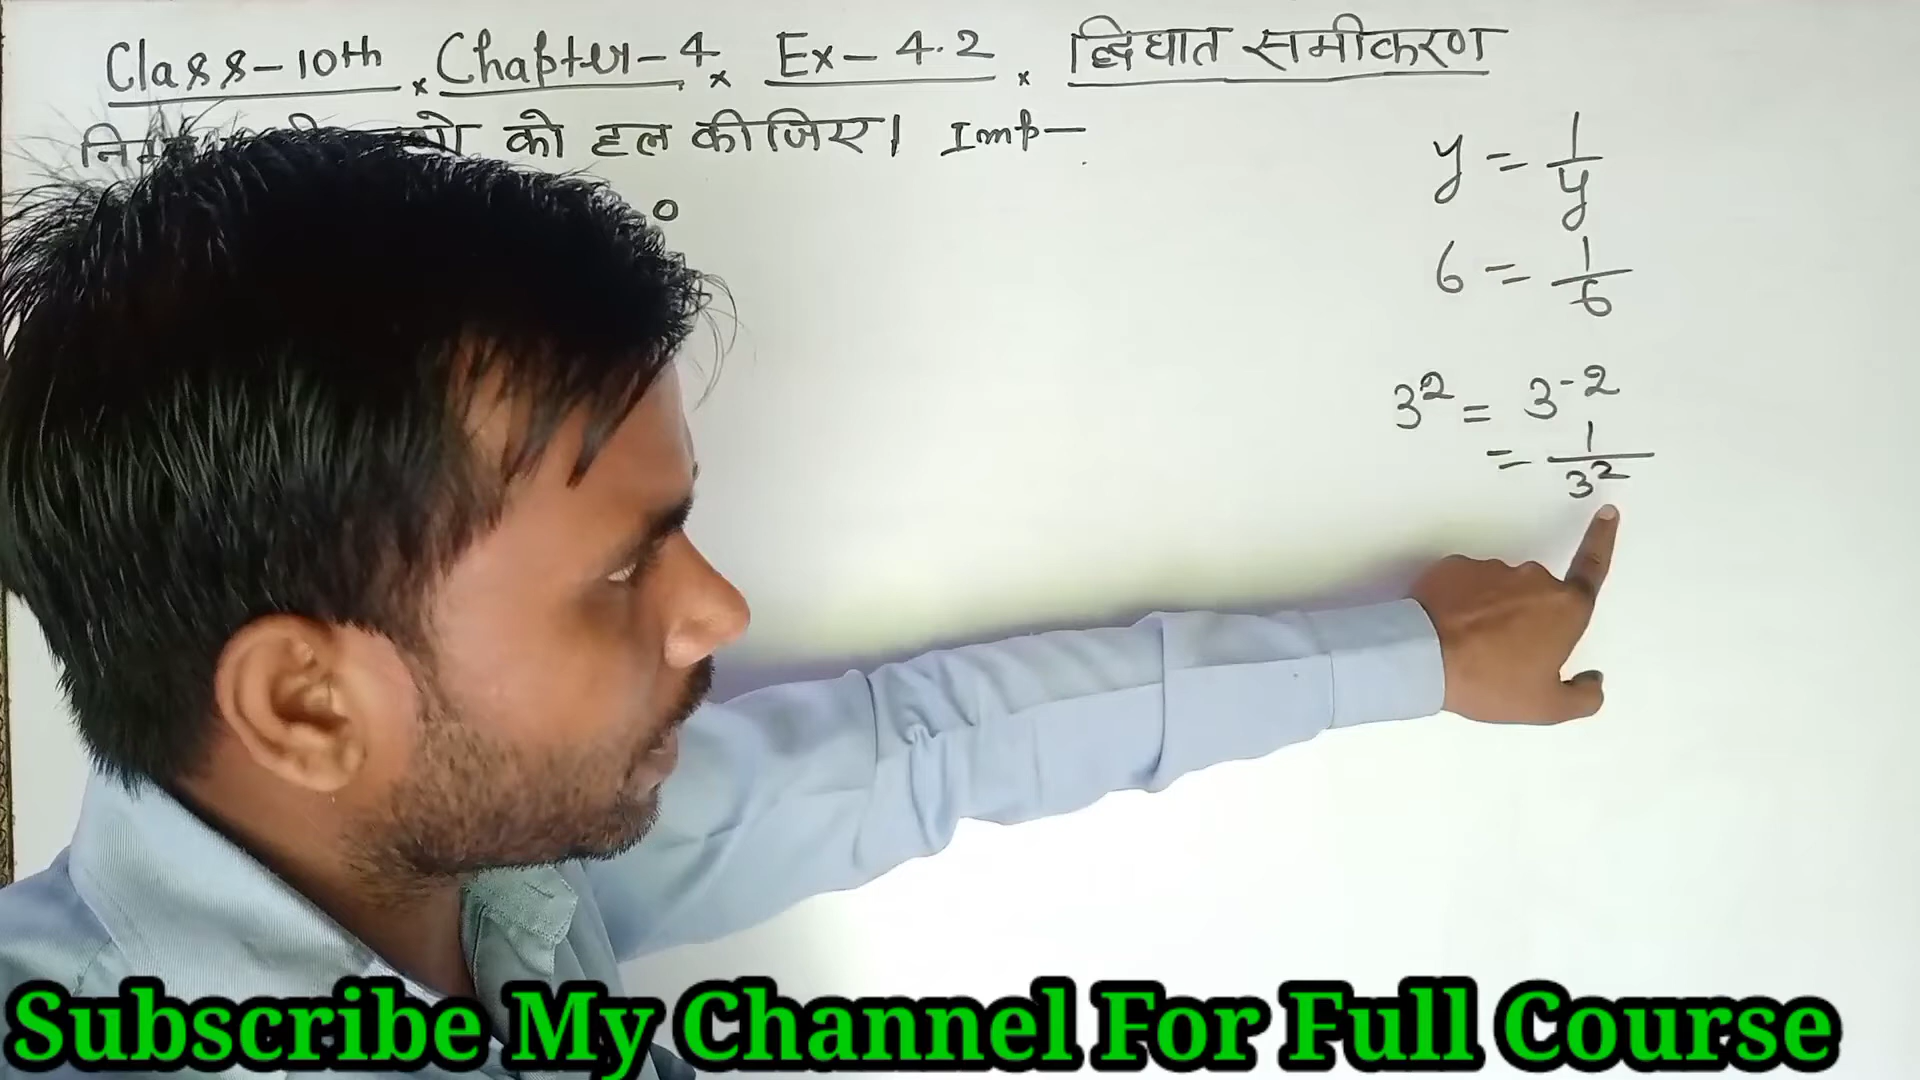 Class-10th × Chapter-4 × Ex-4.2 × द्विघात समीकरण
को हल कीजिए। Imp-
0
y = 1/y
6 = 1/6
3² = 3-2
= 1/3²
Subscribe My Channel For Full Course